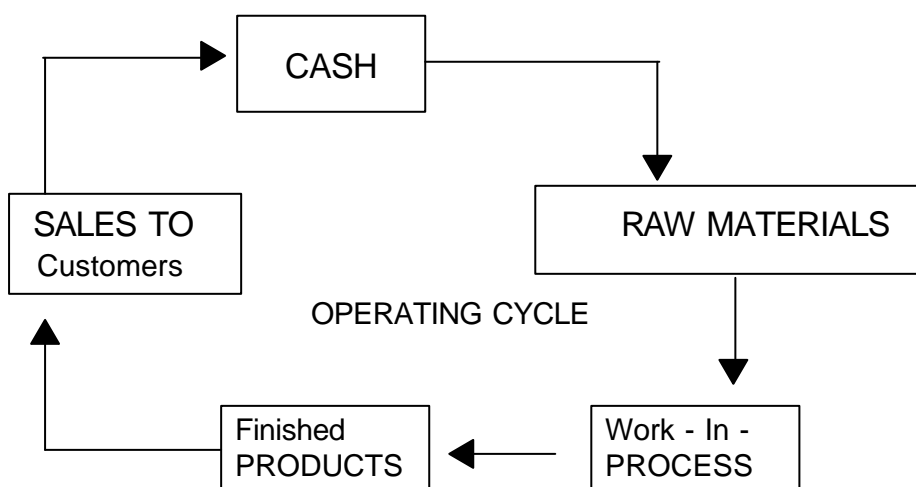 CASH
SALES TO
Customers
RAW MATERIALS
OPERATING CYCLE
Finished
PRODUCTS
Work - In -
PROCESS